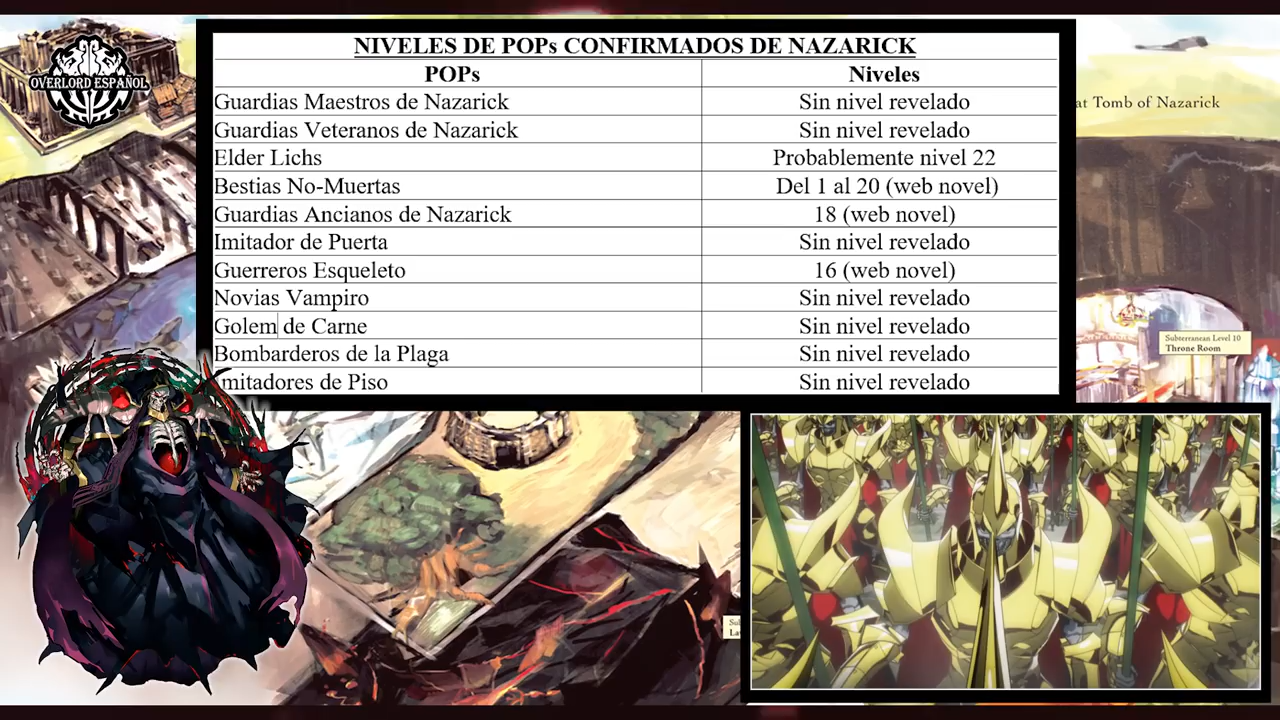 OVERLORD ESPAÑOL
NIVELES DE POPs CONFIRMADOS DE NAZARICK
POPs Niveles
Guardias Maestros de Nazarick Sin nivel revelado
Guardias Veteranos de Nazarick Sin nivel revelado
Elder Lichs Probablemente nivel 22
Bestias No-Muertas Del 1 al 20 (web novel)
Guardias Ancianos de Nazarick 18 (web novel)
Imitador de Puerta Sin nivel revelado
Guerreros Esqueleto 16 (web novel)
Novias Vampiro Sin nivel revelado
Golem de Carne Sin nivel revelado
Bombarderos de la Plaga Sin nivel revelado
mitadores de Piso Sin nivel revelado
at Tomb of Nazarick
Subterranean Level 10
Throne Room